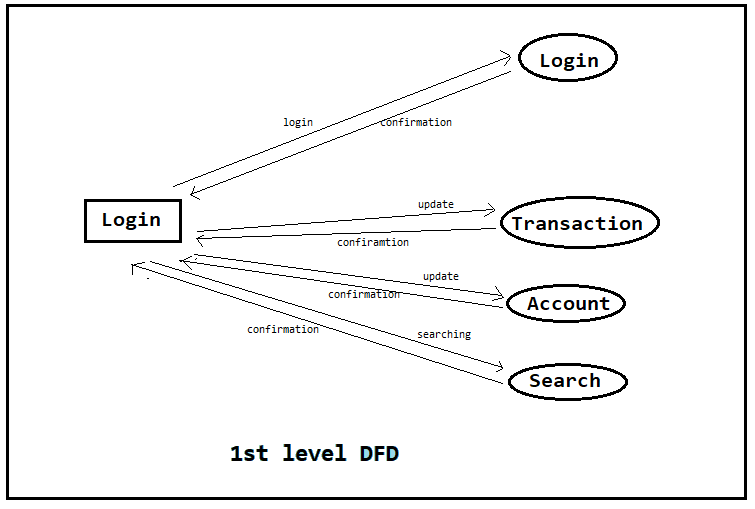 Login
login
confirmation
Login
update
Transaction
confiramtion
update
Account
confirmation
confirmation
searching
Search
1st level DFD